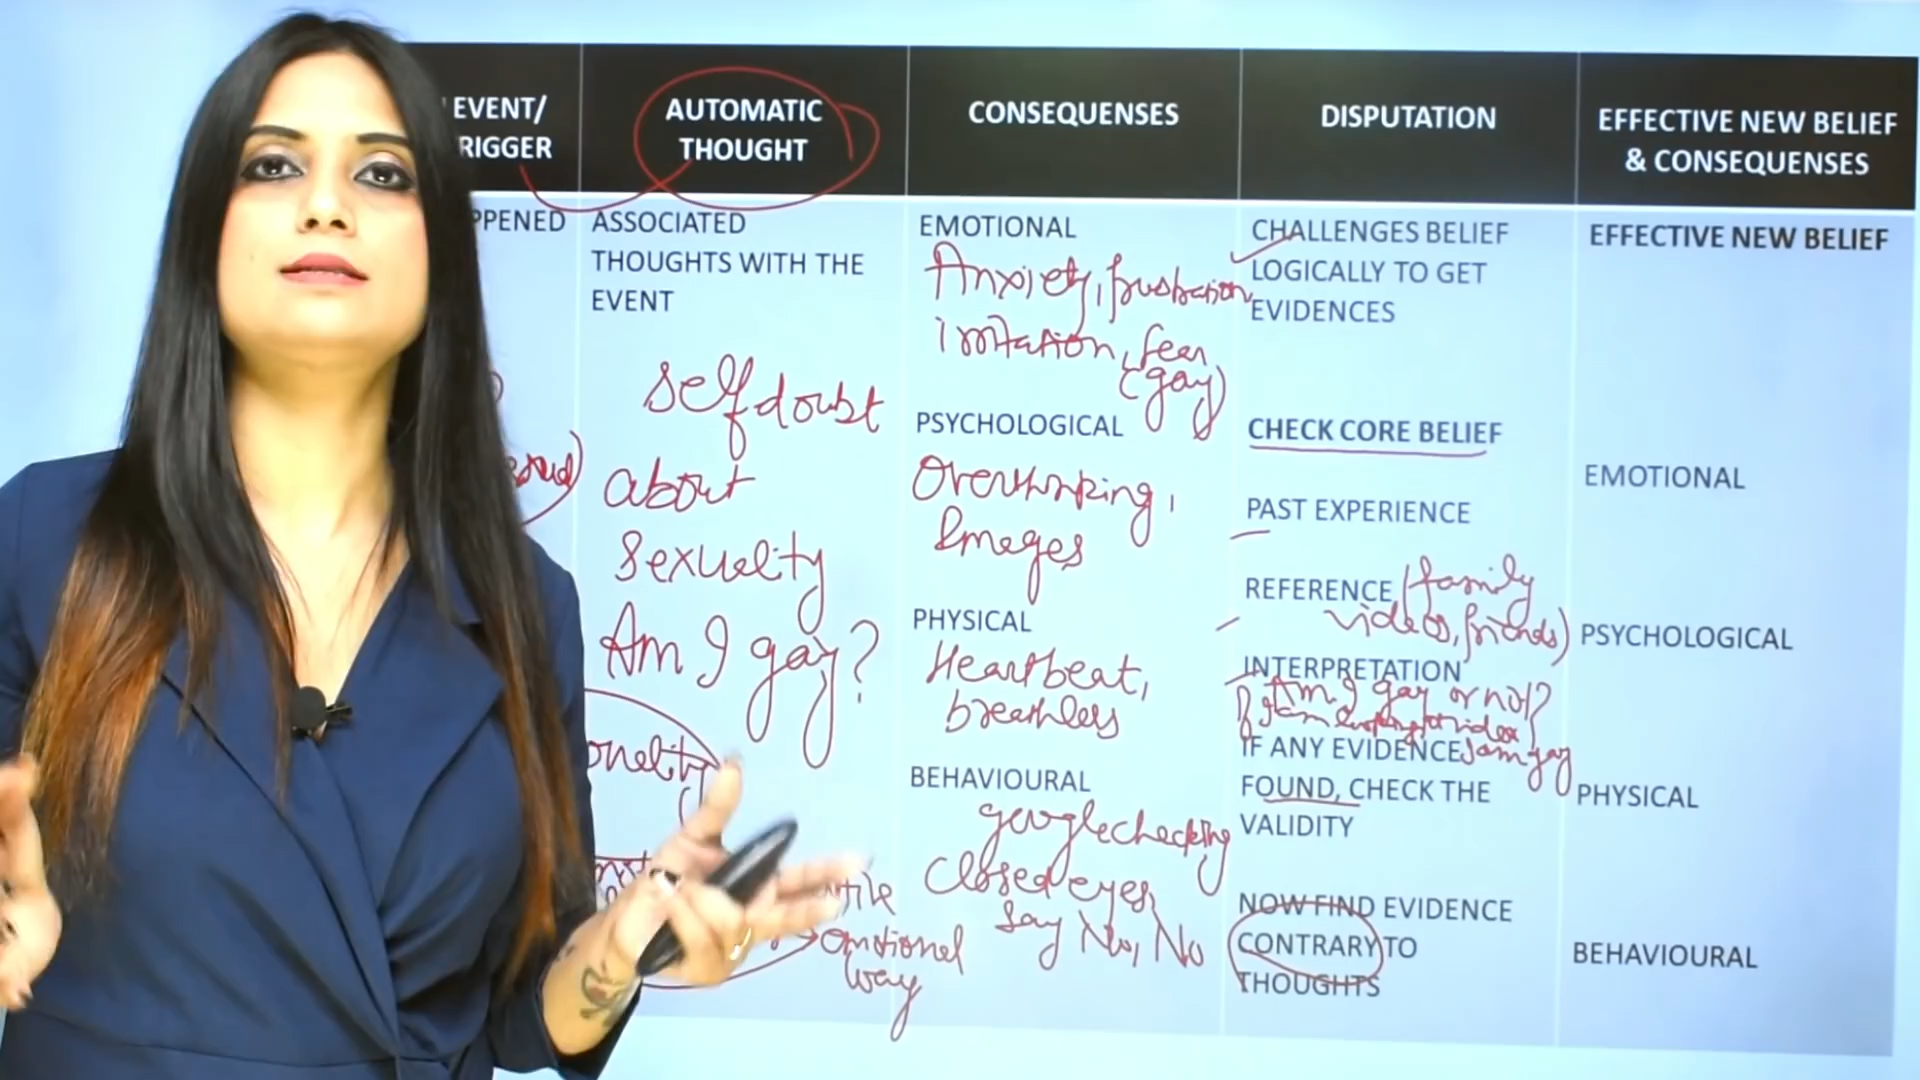 EVENT/
RIGGER
PPENED
AUTOMATIC
THOUGHT
ASSOCIATED
THOUGHTS WITH THE
EVENT
Self doubt
about
Sexuality
Am I gay?
onality
emotional
way
CONSEQUENSES
EMOTIONAL
Anxiety, frustration
irritation, fear
(gay)
PSYCHOLOGICAL
Overthinking,
Images
PHYSICAL
Heartbeat,
breathless
BEHAVIOURAL
google checking
Closed eyes,
say No, No
DISPUTATION
CHALLENGES BELIEF
LOGICALLY TO GET
EVIDENCES
CHECK CORE BELIEF
PAST EXPERIENCE
REFERENCE (family
videos, friends)
INTERPRETATION
Am I gay or not?
I am gay
IF ANY EVIDENCE
FOUND, CHECK THE
VALIDITY
NOW FIND EVIDENCE
CONTRARY TO
THOUGHTS
EFFECTIVE NEW BELIEF
& CONSEQUENSES
EFFECTIVE NEW BELIEF
EMOTIONAL
PSYCHOLOGICAL
PHYSICAL
BEHAVIOURAL